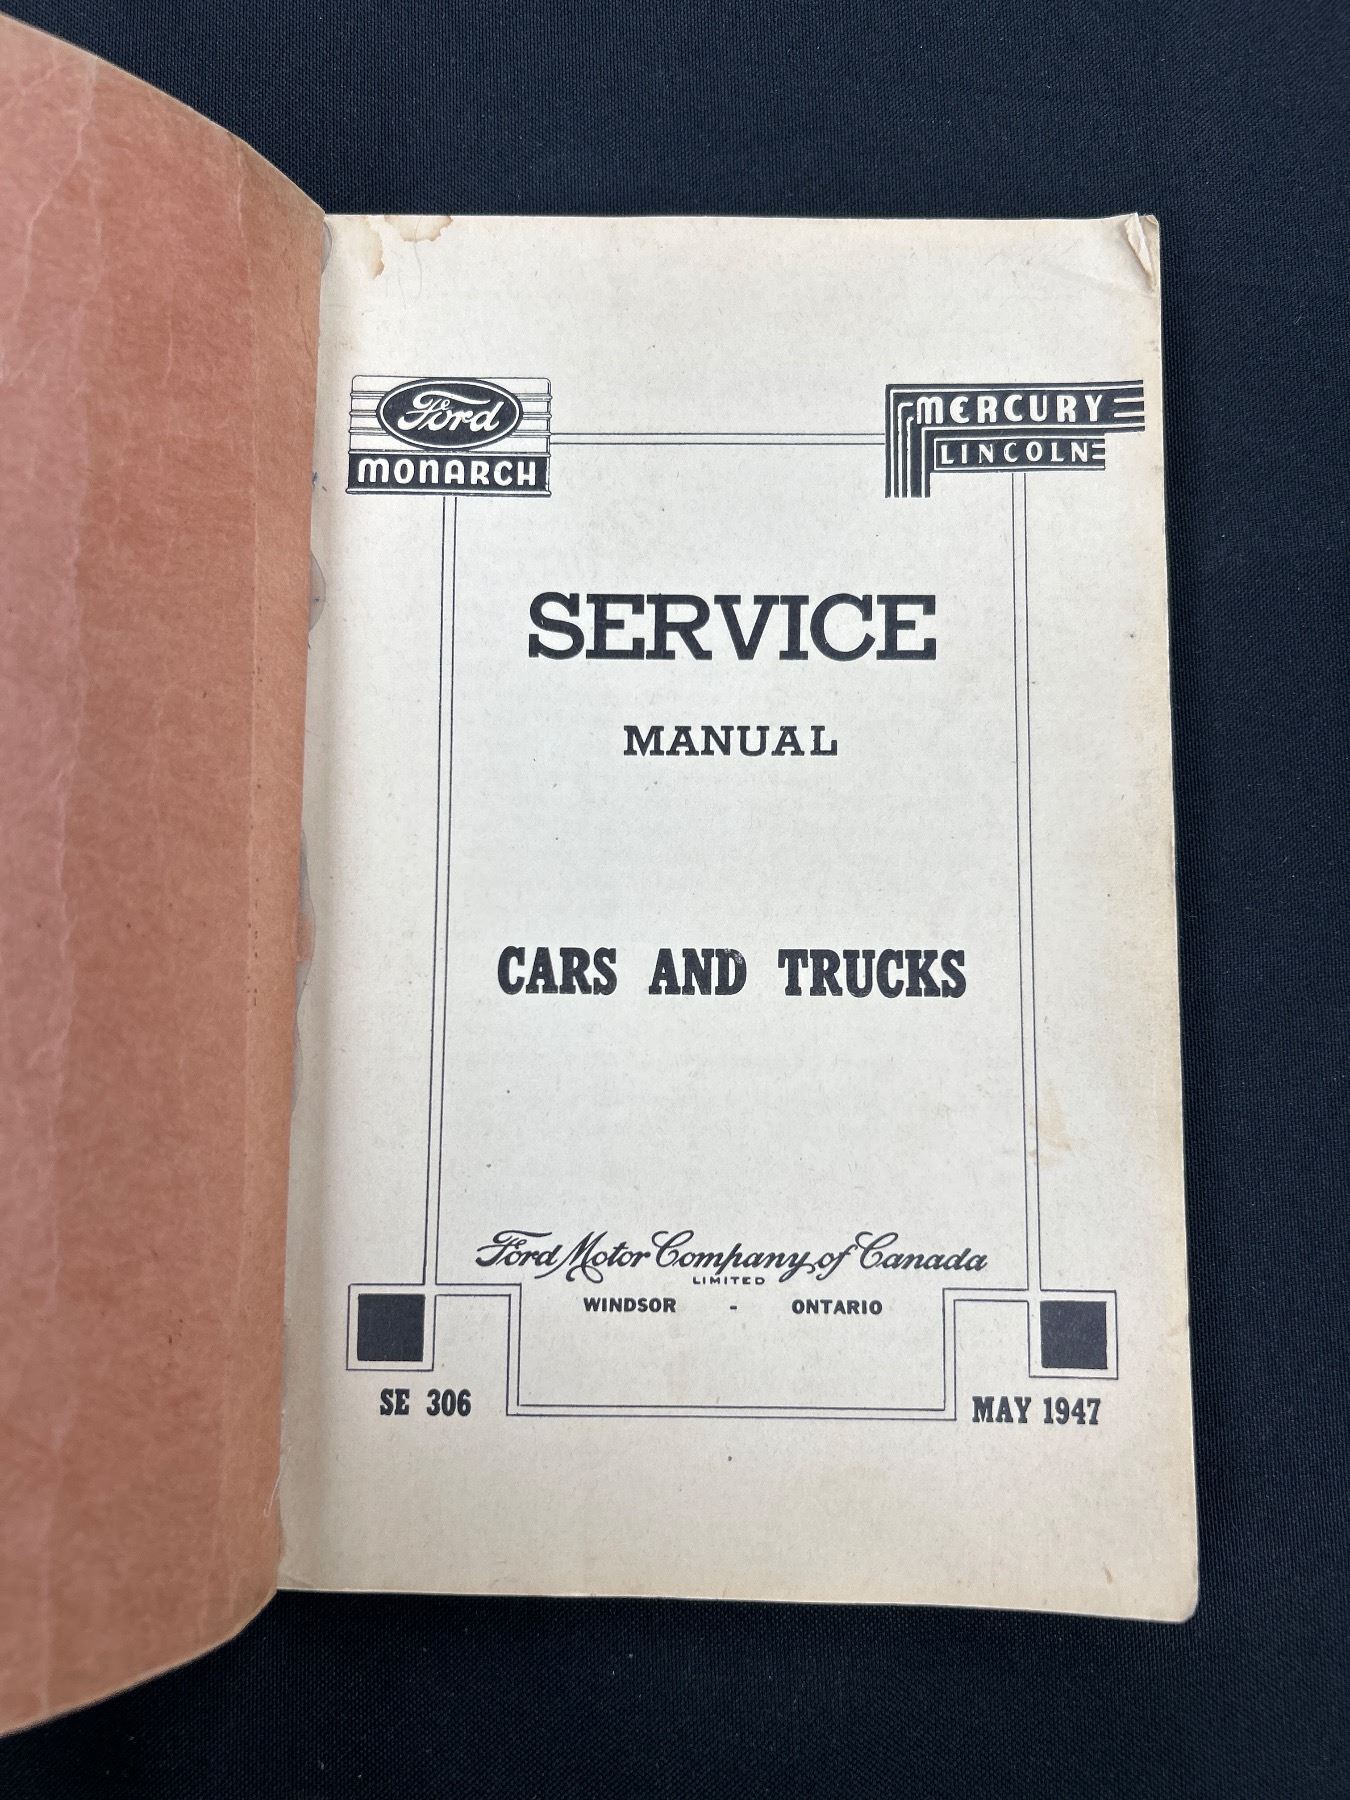 Ford
MONARCH
MERCURY
LINCOLN
SERVICE
MANUAL
CARS AND TRUCKS
Ford Motor Company of Canada
LIMITED
WINDSOR - ONTARIO
SE 306
MAY 1947